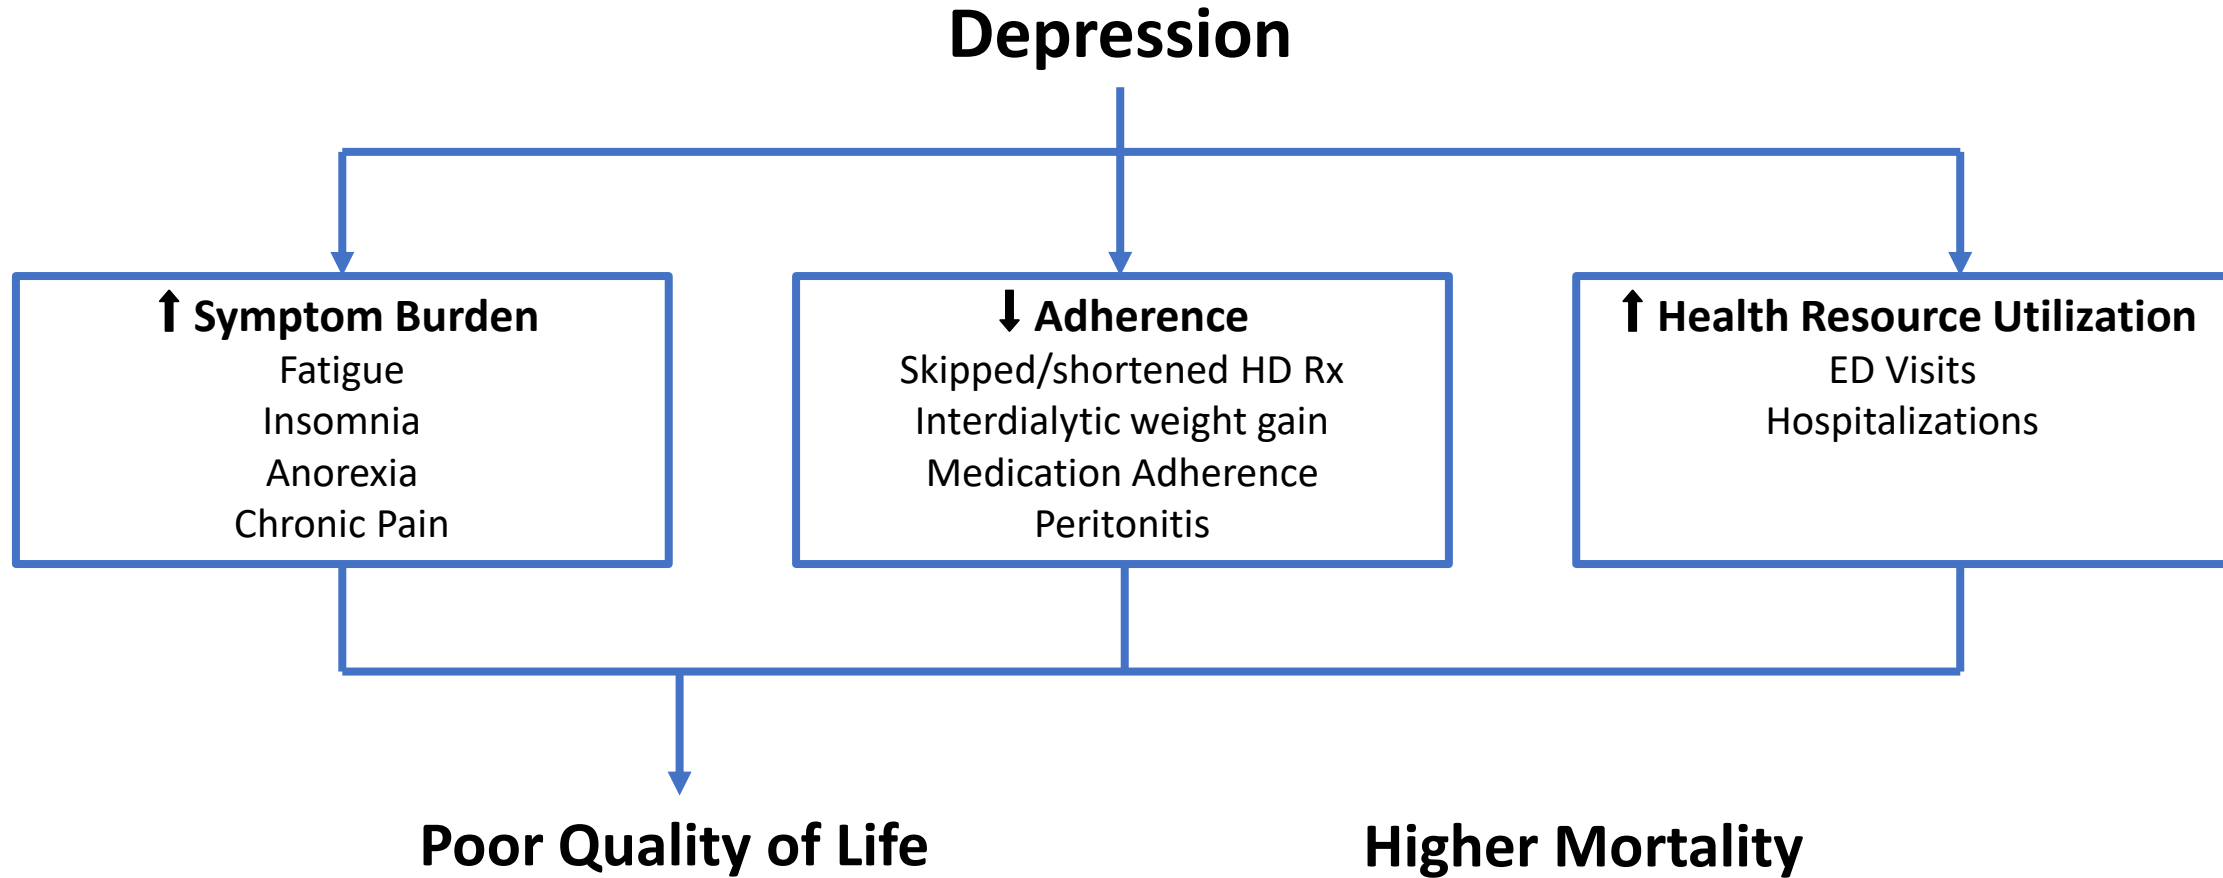 Depression
⬆ Symptom Burden
Fatigue
Insomnia
Anorexia
Chronic Pain
⬇ Adherence
Skipped/shortened HD Rx
Interdialytic weight gain
Medication Adherence
Peritonitis
⬆ Health Resource Utilization
ED Visits
Hospitalizations
Poor Quality of Life
Higher Mortality